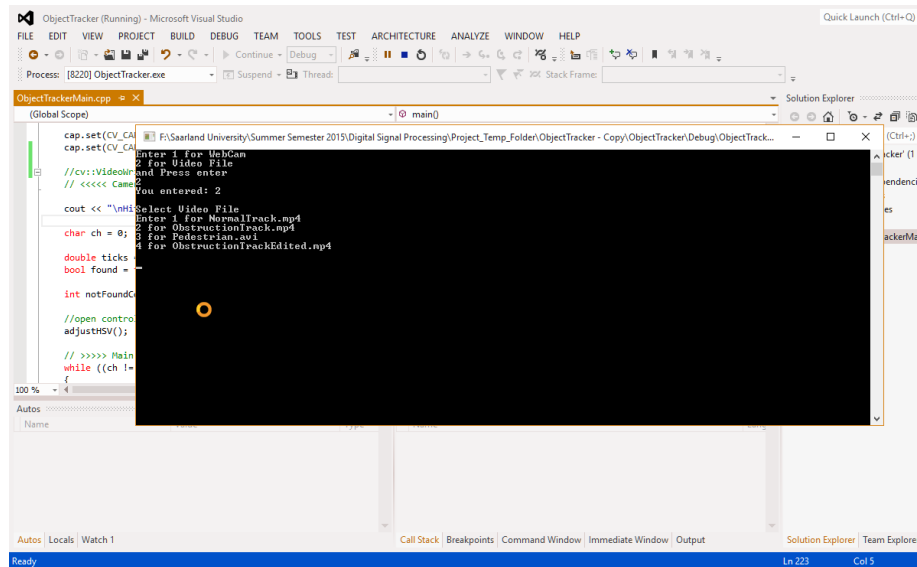 ObjectTracker (Running) - Microsoft Visual Studio
Quick Launch (Ctrl+Q)
FILE EDIT VIEW PROJECT BUILD DEBUG TEAM TOOLS TEST ARCHITECTURE ANALYZE WINDOW HELP
Continue Debug
Process: [8220] ObjectTracker.exe Suspend Thread: Stack Frame:
ObjectTrackerMain.cpp
Solution Explorer
(Global Scope) main()
cap.set(CV_CA
cap.set(CV_CA
//cv::VideoWr
// <<<<< Came
cout << "\nHi
char ch = 0;
double ticks
bool found =
int notFoundC
//open contro
adjustHSV();
// >>>>> Main
while ((ch !=
{
F:\Saarland University\Summer Semester 2015\Digital Signal Processing\Project_Temp_Folder\ObjectTracker - Copy\ObjectTracker\Debug\ObjectTrack...
Enter 1 for WebCam
2 for Video File
and Press enter
2
You entered: 2
Select Video File
Enter 1 for NormalTrack.mp4
2 for ObstructionTrack.mp4
3 for Pedestrian.avi
4 for ObstructionTrackEdited.mp4
(Ctrl+;)
acker' (1
pendenci
es
ackerMa
100 %
Autos
Name
Autos Locals Watch 1
Call Stack Breakpoints Command Window Immediate Window Output
Solution Explorer Team Explore
Ready
Ln 223 Col 5